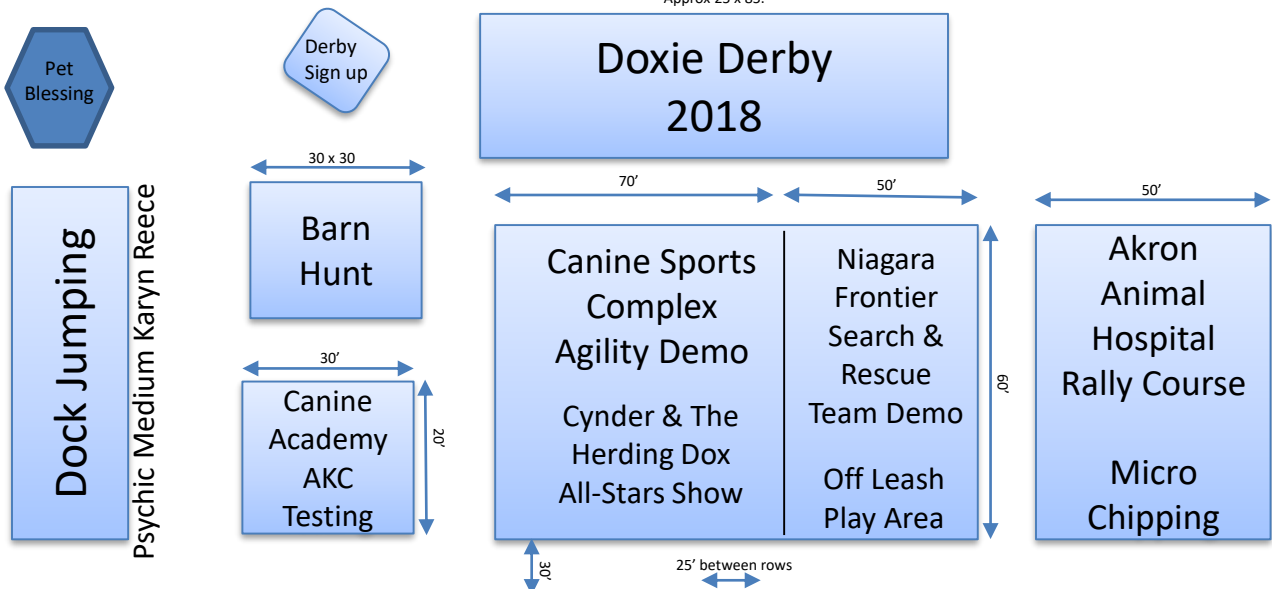 Approx 25 x 85.
Pet
Blessing
Derby
Sign up
Doxie Derby
2018
30 x 30
70’
50’
50’
Dock Jumping
Psychic Medium Karyn Reece
Barn
Hunt
30’
Canine
Academy
AKC
Testing
20’
Canine Sports
Complex
Agility Demo
Cynder & The
Herding Dox
All-Stars Show
Niagara
Frontier
Search &
Rescue
Team Demo
Off Leash
Play Area
60’
Akron
Animal
Hospital
Rally Course
Micro
Chipping
30’
25’ between rows